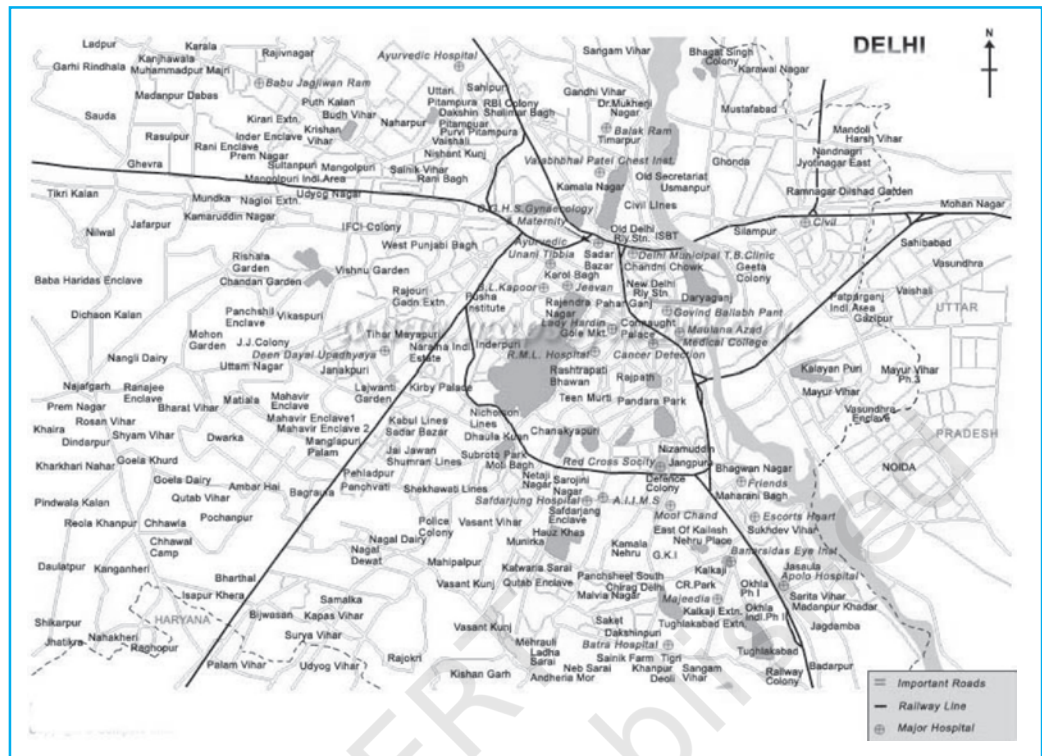 DELHI
N
Ladpur
Karala
Kanjhawala
Rajivnagar
Garhi Rindhala
Muhammadpur Majri
Babu Jagjiwan Ram
Ayurvedic Hospital
Sangam Vihar
Bhagat Singh
Colony
Karawal Nagar
Madanpur Dabas
Puth Kalan
Uttari
Pitampura
Sahlpur
RBI Colony
Gandhi Vihar
Dr.Mukherji
Nagar
Mustafabad
Sauda
Kirari Extn.
Budh Vihar
Naharpur
Dakshin
Pitampuar
Shalimar Bagh
Balak Ram
Timarpur
Mandoli
Harsh Vihar
Rasulpur
Inder Enclave
Krishan
Vihar
Purvi Pitampura
Vaishali
Rani Enclave
Prem Nagar
Nishant Kunj
Valabhbhai Patel Chest Inst.
Ghonda
Nandnagri
Jyotinagar East
Ghevra
Sultanpuri
Mangolpuri
Sainik Vihar
Rani Bagh
Kamala Nagar
Old Secretariat
Usmanpur
Mangolpuri Indl Area
Tikri Kalan
Mundka
Udyog Nagar
Nagloi Extn.
Civil Lines
Ramnagar
Dilshad Garden
Mohan Nagar
Jafarpur
Kamaruddin Nagar
IFCI-Colony
Gynaecology
& Maternity
Nilwal
West Punjabi Bagh
Ayurvedic
Unani Tibbia
Old Delhi
Rly.Stn.
ISBT
Silampur
Civil
Sahibabad
Rishala
Garden
Sadar
Bazar
Delhi Municipal T.B.Clinic
Chandni Chowk
Geeta
Colony
Vasundhra
Baba Haridas Enclave
Chandan Garden
Vishnu Garden
Karol Bagh
Rajouri
Gadn Extn.
Pusha
Institute
B.L.Kapoor
Jeevan
New Delhi
Rly Stn.
Daryaganj
Patparganj
Indl Area
Vaishali
UTTAR
Dichaon Kalan
Panchshil
Enclave
Vikaspuri
Rajendra
Nagar
Pahar Ganj
Govind Ballabh Pant
Gazipur
Mohon
Garden
J.J.Colony
Tihar
Mayapuri
Lady Hardin
Gole Mkt.
Connaught
Palace
Maulana Azad
Medical College
Nangli Dairy
Deen Dayal Upadhyaya
Uttam Nagar
Janakpuri
Naraina Indl
Estate
Inderpuri
R.M.L. Hospital
Cancer Detection
Kalayan Puri
Mayur Vihar
Ph.3
Najafgarh
Ranajee
Enclave
Lajwanti
Garden
Kirby Palace
Rashtrapati
Bhawan
Rajpath
Mayur Vihar
Prem Nagar
Bharat Vihar
Matiala
Mahavir
Enclave
Teen Murti
Pandara Park
Vasundhra
Enclave
Rosan Vihar
Khaira
Dindarpur
Shyam Vihar
Dwarka
Mahavir Enclave1
Mahavir Enclave 2
Kabul Lines
Sadar Bazar
Nicholson
Lines
Dhaula Kuan
Chanakyapuri
PRADESH
Manglapuri
Palam
Jai Jawan
Shumran Lines
Subroto Park
Moti Bagh
Nizamuddin
Kharkhari Nahar
Goela Khurd
Pehladpur
Panchvati
Red Cross Socity
Jangpura
NOIDA
Goela Dairy
Ambar Hai
Bagrawa
Shekhawati Lines
Netaji
Nagar
Sarojini
Nagar
Defence
Colony
Bhagwan Nagar
Friends
Pindwala Kalan
Qutab Vihar
Safdarjung Hospital
A.I.I.M.S
Maharani Bagh
Reola Khanpur
Chhawla
Pochanpur
Police
Colony
Vasant Vihar
Safdarjang
Enclave
Mool Chand
Escorts Heart
Sukhdev Vihar
Chhawal
Camp
Nagal Dairy
Munirka
Hauz Khas
East Of Kailash
Nehru Place
Nagal
Dewat
Kamala
Nehru
G.K.I
Banarsidas Eye Inst.
Daulatpur
Kanganheri
Mahipalpur
Katwaria Sarai
Kalkaji
Jasaula
Apolo Hospital
Bharthal
Vasant Kunj
Qutab Enclave
Panchsheel South
Chirag Delhi
Malvia Nagar
CR.Park
Okhla
Ph I
Isapur Khera
Majeedia
Sarita Vihar
Madanpur Khadar
Samalka
Kalkaji Extn.
Okhla
Indl.Ph II
Shikarpur
HARYANA
Bijwasan
Kapas Vihar
Vasant Kunj
Saket
Dakshinpuri
Tughlakabad Extn.
Jagdamba
Jhatikra
Nahakheri
Raghopur
Surya Vihar
Mehrauli
Ladha
Sarai
Batra Hospital
Tughlakabad
Palam Vihar
Udyog Vihar
Rajokri
Sainik Farm
Tigri
Kishan Garh
Neb Sarai
Andheria Mor
Khanpur
Deoli
Sangam
Vihar
Railway
Colony
Badarpur
Important Roads
Railway Line
Major Hospital